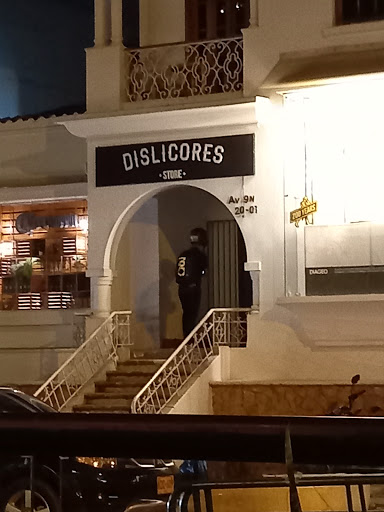 DISLICORES
·STORE·
Av 9N
20-01
DIAGEO